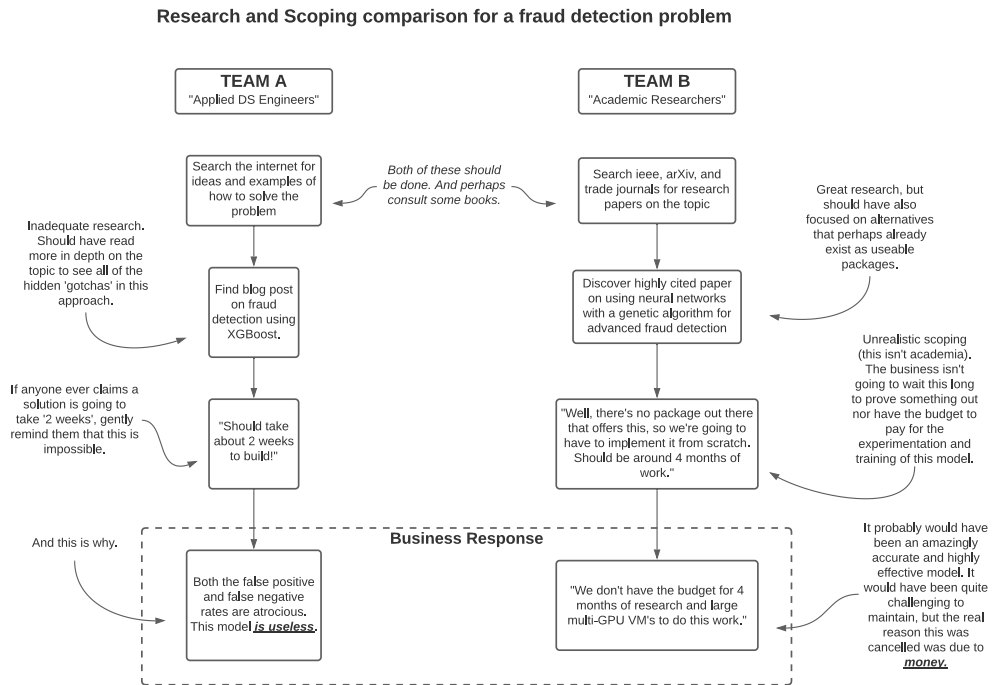 Research and Scoping comparison for a fraud detection problem
TEAM A
"Applied DS Engineers"
TEAM B
"Academic Researchers"
Search the internet for
ideas and examples of
how to solve the
problem
Both of these should
be done. And perhaps
consult some books.
Search ieee, arXiv, and
trade journals for research
papers on the topic
Great research, but
should have also
focused on alternatives
that perhaps already
exist as useable
packages.
Inadequate research.
Should have read
more in depth on the
topic to see all of the
hidden 'gotchas' in this
approach.
Find blog post
on fraud
detection using
XGBoost.
Discover highly cited paper
on using neural networks
with a genetic algorithm for
advanced fraud detection
Unrealistic scoping
(this isn't academia).
The business isn't
going to wait this long
to prove something out
nor have the budget to
pay for the
experimentation and
training of this model.
If anyone ever claims a
solution is going to
take '2 weeks', gently
remind them that this is
impossible.
"Should take
about 2 weeks
to build!"
"Well, there's no package out there
that offers this, so we're going to
have to implement it from scratch.
Should be around 4 months of
work."
Business Response
And this is why.
Both the false positive
and false negative
rates are atrocious.
This model is useless.
"We don't have the budget for 4
months of research and large
multi-GPU VM's to do this work."
It probably would have
been an amazingly
accurate and highly
effective model. It
would have been quite
challenging to
maintain, but the real
reason this was
cancelled was due to
money.